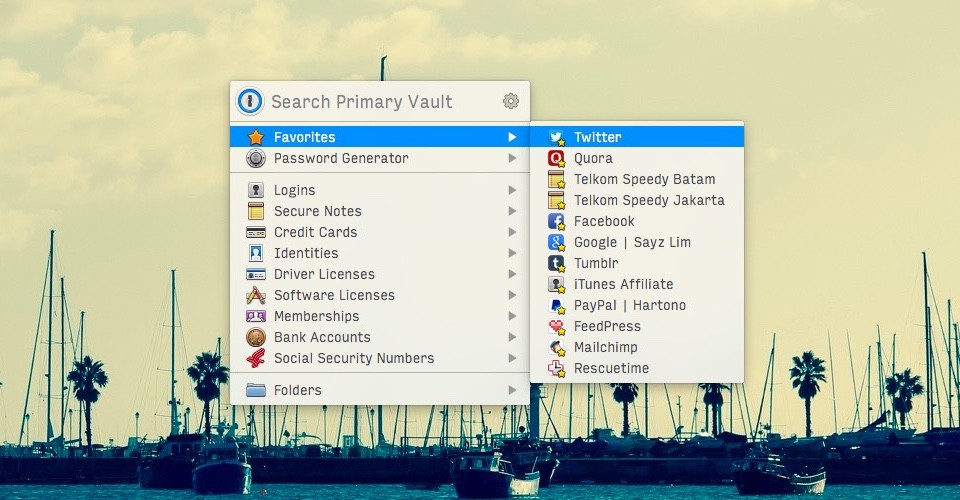 Search Primary Vault
Favorites
Password Generator
Logins
Secure Notes
Credit Cards
Identities
Driver Licenses
Software Licenses
Memberships
Bank Accounts
Social Security Numbers
Folders
Twitter
Quora
Telkom Speedy Batam
Telkom Speedy Jakarta
Facebook
Google | Sayz Lim
Tumblr
iTunes Affiliate
PayPal | Hartono
FeedPress
Mailchimp
Rescuetime